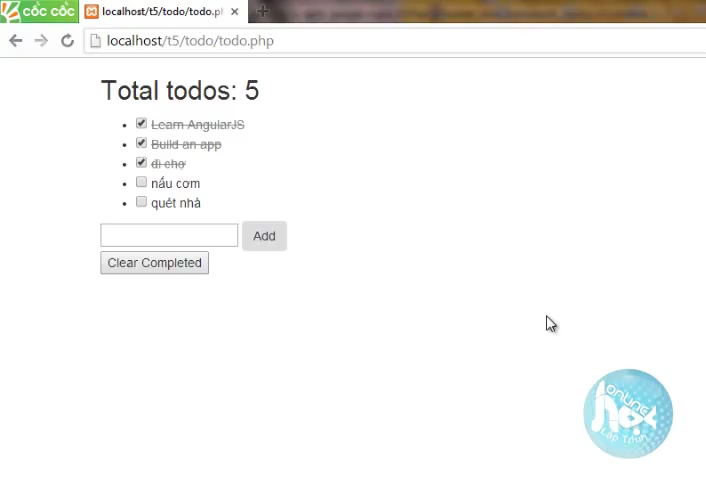 CỐC CỐC
localhost/t5/todo/todo.ph
localhost/t5/todo/todo.php
Total todos: 5
Learn AngularJS
Build an app
đi chợ
nấu cơm
quét nhà
Add
Clear Completed
ONLINE
học
Lập Trình